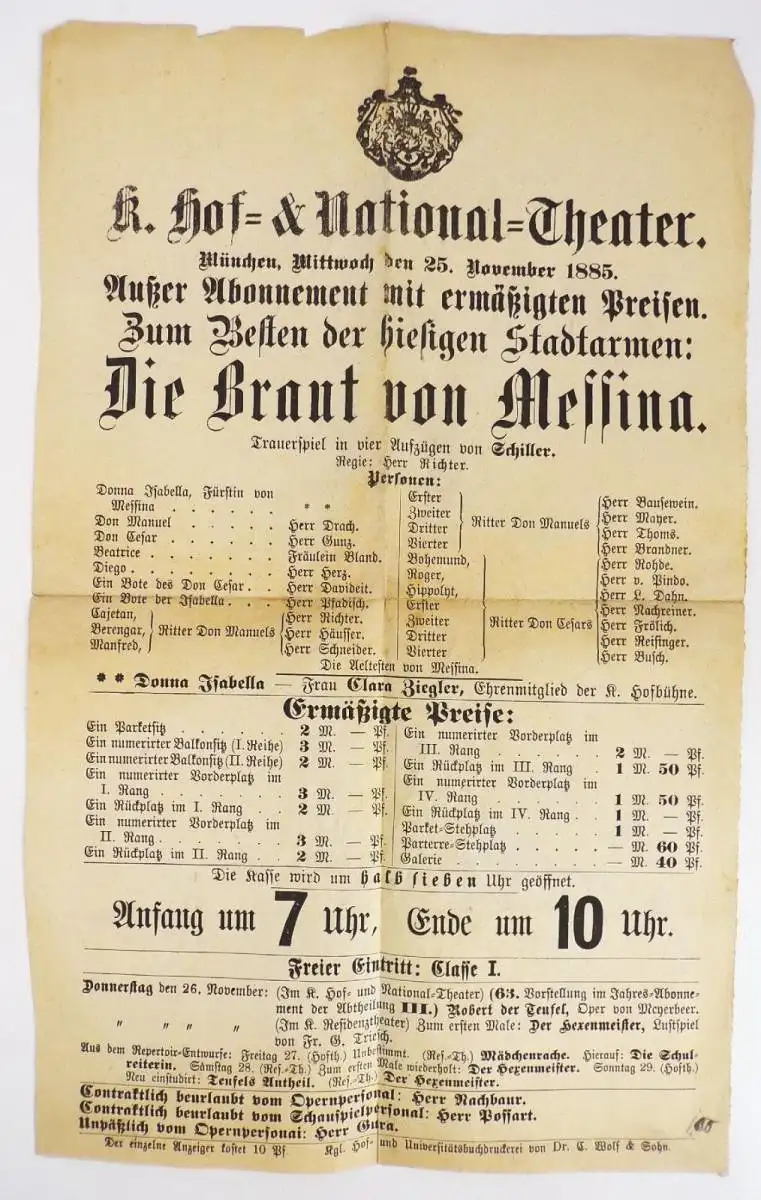 K. Hof= & National=Theater.
München, Mittwoch den 25. November 1885.
Außer Abonnement mit ermäßigten Preisen.
Zum Besten der hiesigen Stadtarmen:
Die Braut von Messina.
Trauerspiel in vier Aufzügen von Schiller.
Regie: Herr Richter.
Personen:
Donna Isabella, Fürstin von
Messina . . . . . . * *
Don Manuel . . . . . Herr Drach.
Don Cesar . . . . . . Herr Gunz.
Beatrice . . . . . . . Fräulein Bland.
Diego . . . . . . . . Herr Herz.
Ein Bote des Don Cesar . . Herr Davideit.
Ein Bote der Isabella . . . Herr Pfadisch.
Cajetan, Herr Richter.
Berengar, Ritter Don Manuels Herr Häusser.
Manfred, Herr Schneider.
Erster Herr Bausewein.
Zweiter Herr Mayer.
Dritter Ritter Don Manuels Herr Thoms.
Vierter Herr Brandner.
Bohemund, Herr Rohde.
Roger, Herr v. Pindo.
Hippolyt, Herr L. Dahn.
Erster Herr Nachreiner.
Zweiter Ritter Don Cesars Herr Frölich.
Dritter Herr Reisinger.
Vierter Herr Busch.
Die Aeltesten von Messina.
* * Donna Isabella — Frau Clara Ziegler, Ehrenmitglied der K. Hofbühne.
Ermäßigte Preise:
Ein Parketsitz . . . . . . 2 M. — Pf.
Ein numerirter Balkonsitz (I. Reihe) 3 M. — Pf.
Ein numerirter Balkonsitz (II. Reihe) 2 M. — Pf.
Ein numerirter Vorderplatz im
I. Rang . . . . . . . 3 M. — Pf.
Ein Rückplatz im I. Rang . . 2 M. — Pf.
Ein numerirter Vorderplatz im
II. Rang . . . . . . . 3 M. — Pf.
Ein Rückplatz im II. Rang . . 2 M. — Pf.
Ein numerirter Vorderplatz im
III. Rang . . . . . . 2 M. — Pf.
Ein Rückplatz im III. Rang . 1 M. 50 Pf.
Ein numerirter Vorderplatz im
IV. Rang . . . . . . 1 M. 50 Pf.
Ein Rückplatz im IV. Rang . . 1 M. — Pf.
Parket-Stehplatz . . . . . 1 M. — Pf.
Parterre-Stehplatz . . . . . — M. 60 Pf.
Galerie . . . . . . . . — M. 40 Pf.
Die Kasse wird um halb sieben Uhr geöffnet.
Anfang um 7 Uhr, Ende um 10 Uhr.
Freier Eintritt: Classe I.
Donnerstag den 26. November: (Im K. Hof- und National-Theater) (63. Vorstellung im Jahres-Abonne-
ment der Abtheilung III.) Robert der Teufel, Oper von Meyerbeer.
" " " " (Im K. Residenztheater) Zum ersten Male: Der Hexenmeister, Lustspiel
von Fr. G. Triesch.
Aus dem Repertoir-Entwurfe: Freitag 27. (Hofth.) Unbestimmt. (Res.-Th.) Mädchenrache. Hierauf: Die Schul-
reiterin. Samstag 28. (Res.-Th.) Zum ersten Male wiederholt: Der Hexenmeister. Sonntag 29. (Hofth.)
Neu einstudirt: Teufels Antheil. (Res.-Th.) Der Hexenmeister.
Contraktlich beurlaubt vom Opernpersonal: Herr Nachbaur.
Contraktlich beurlaubt vom Schauspielpersonal: Herr Possart.
Unpäßlich vom Opernpersonal: Herr Gura.
Der einzelne Anzeiger kostet 10 Pf. Kgl. Hof- und Universitätsbuchdruckerei von Dr. C. Wolf & Sohn.